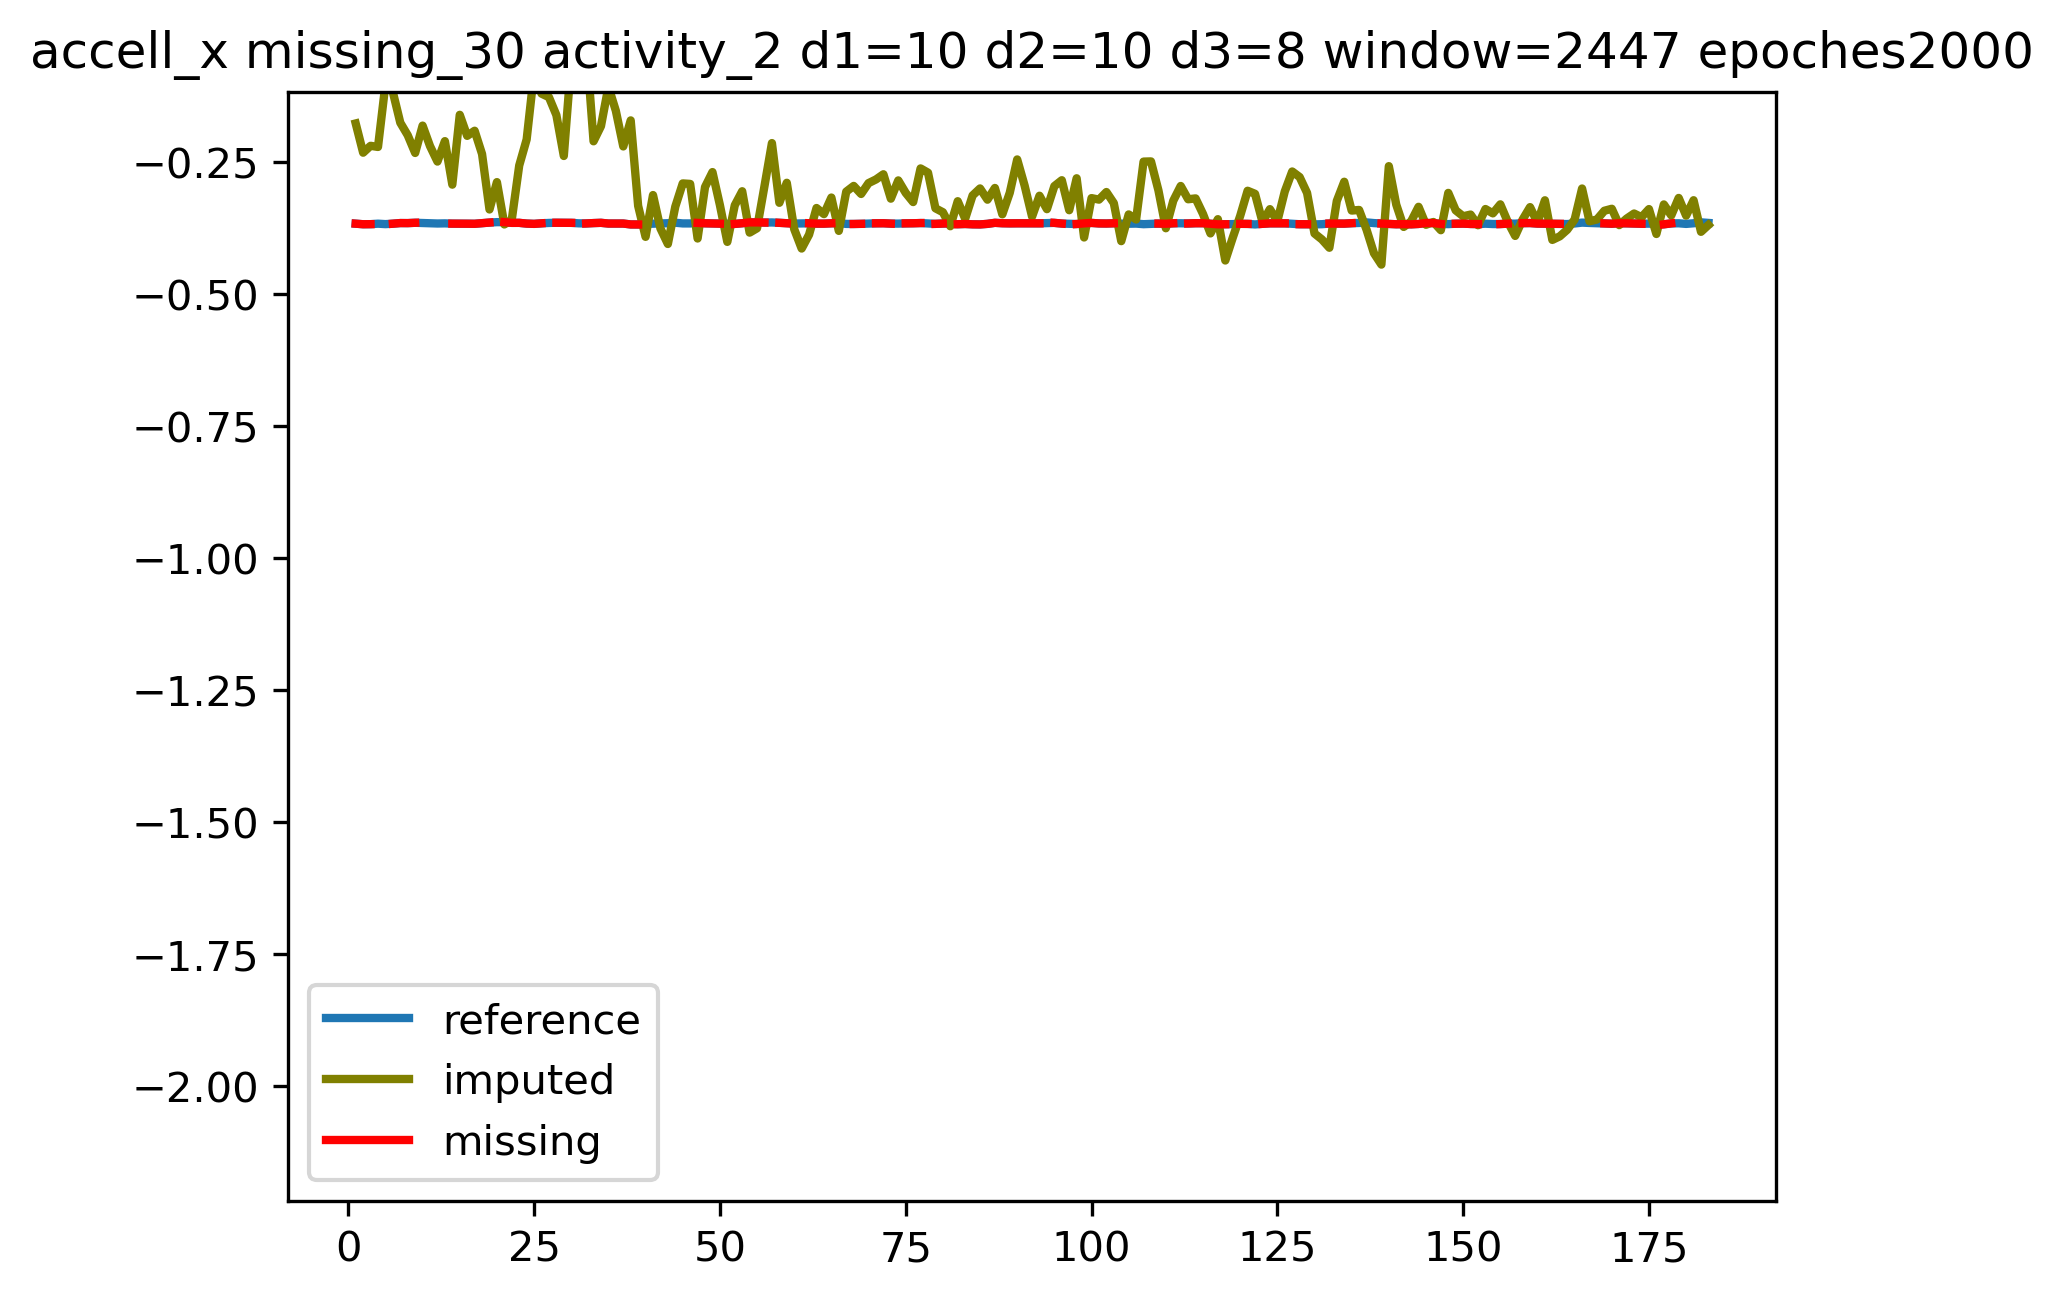 accell_x missing_30 activity_2 d1=10 d2=10 d3=8 window=2447 epoches2000
−0.25
−0.50
−0.75
−1.00
−1.25
−1.50
−1.75
−2.00
reference
imputed
missing
0 25 50 75 100 125 150 175